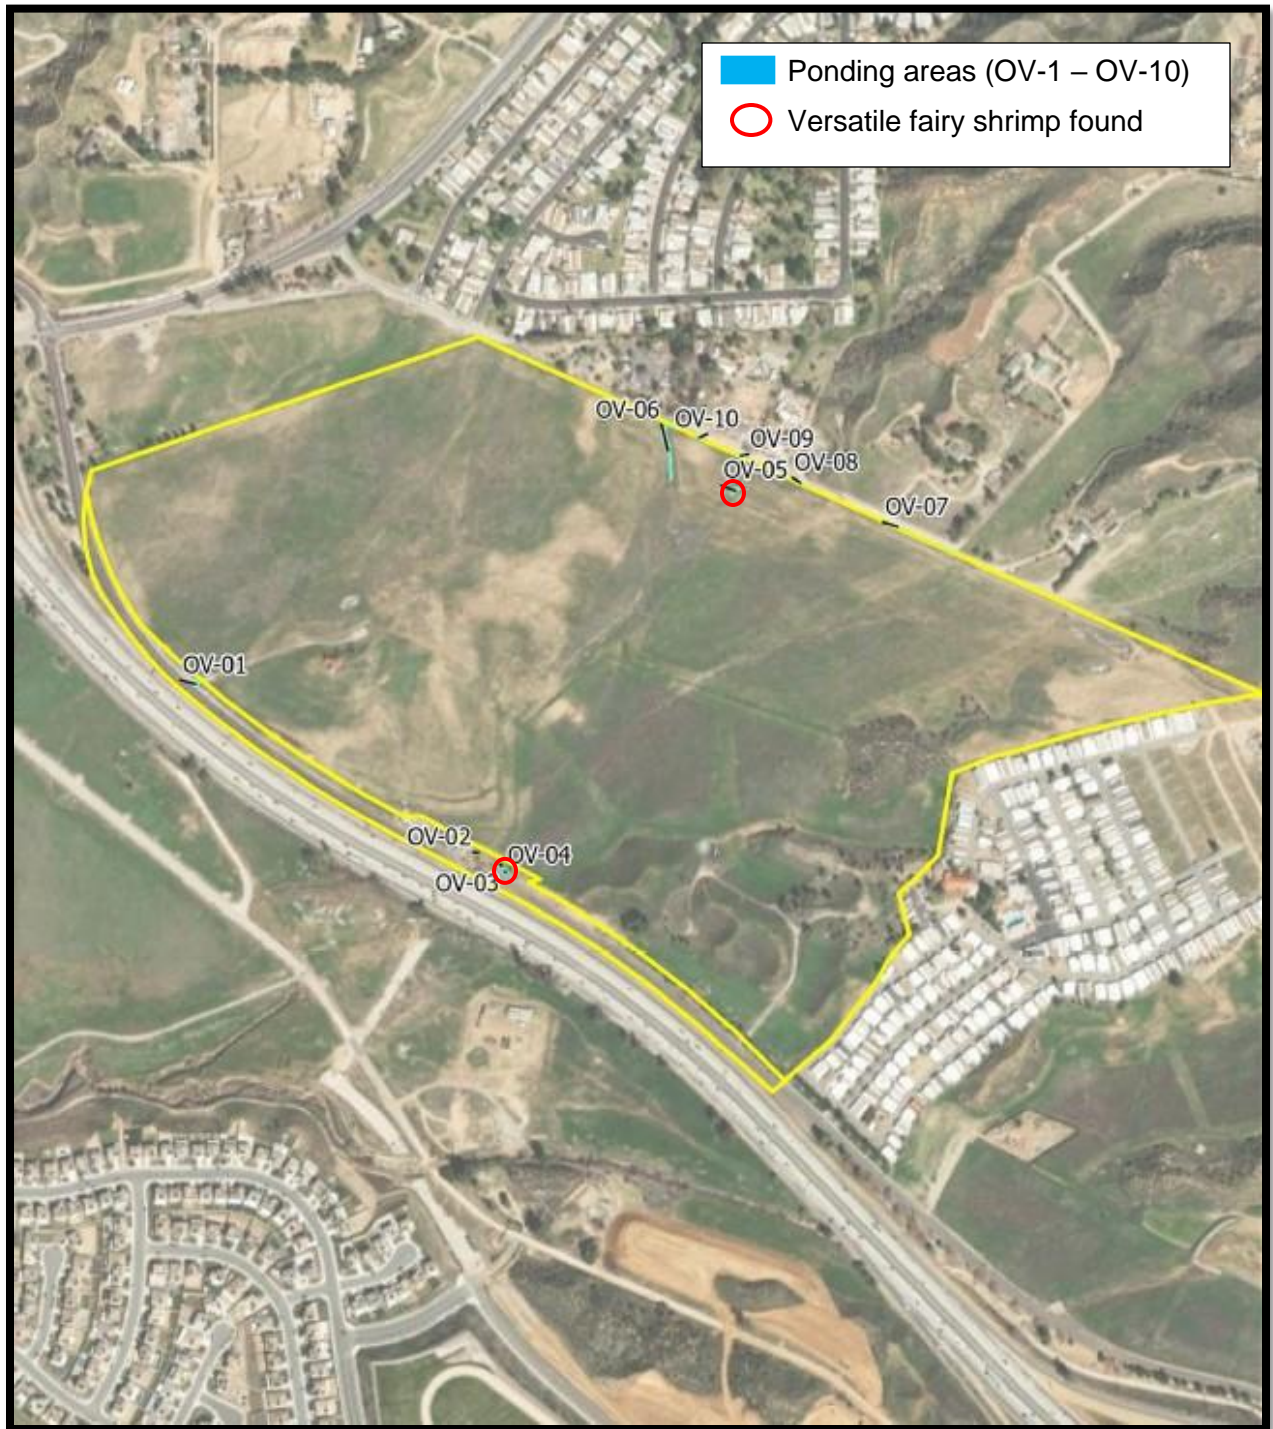 Ponding areas (OV-1 – OV-10)
Versatile fairy shrimp found
OV-06
OV-10
OV-09
OV-05
OV-08
OV-07
OV-01
OV-02
OV-04
OV-03